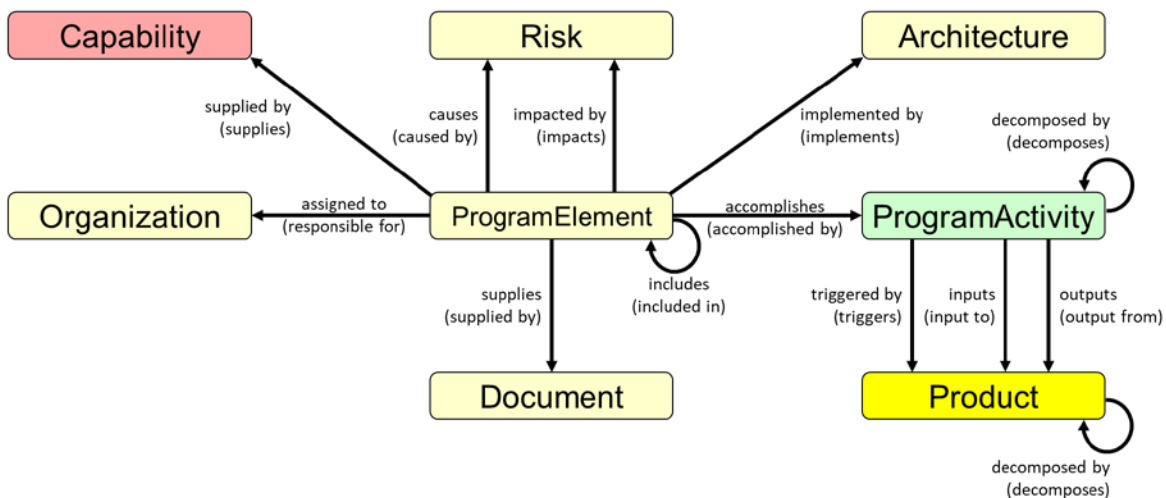 Capability
Risk
Architecture
supplied by
(supplies)
causes
(caused by)
impacted by
(impacts)
implemented by
(implements)
decomposed by
(decomposes)
Organization
assigned to
(responsible for)
ProgramElement
accomplishes
(accomplished by)
ProgramActivity
includes
(included in)
supplies
(supplied by)
triggered by
(triggers)
inputs
(input to)
outputs
(output from)
Document
Product
decomposed by
(decomposes)